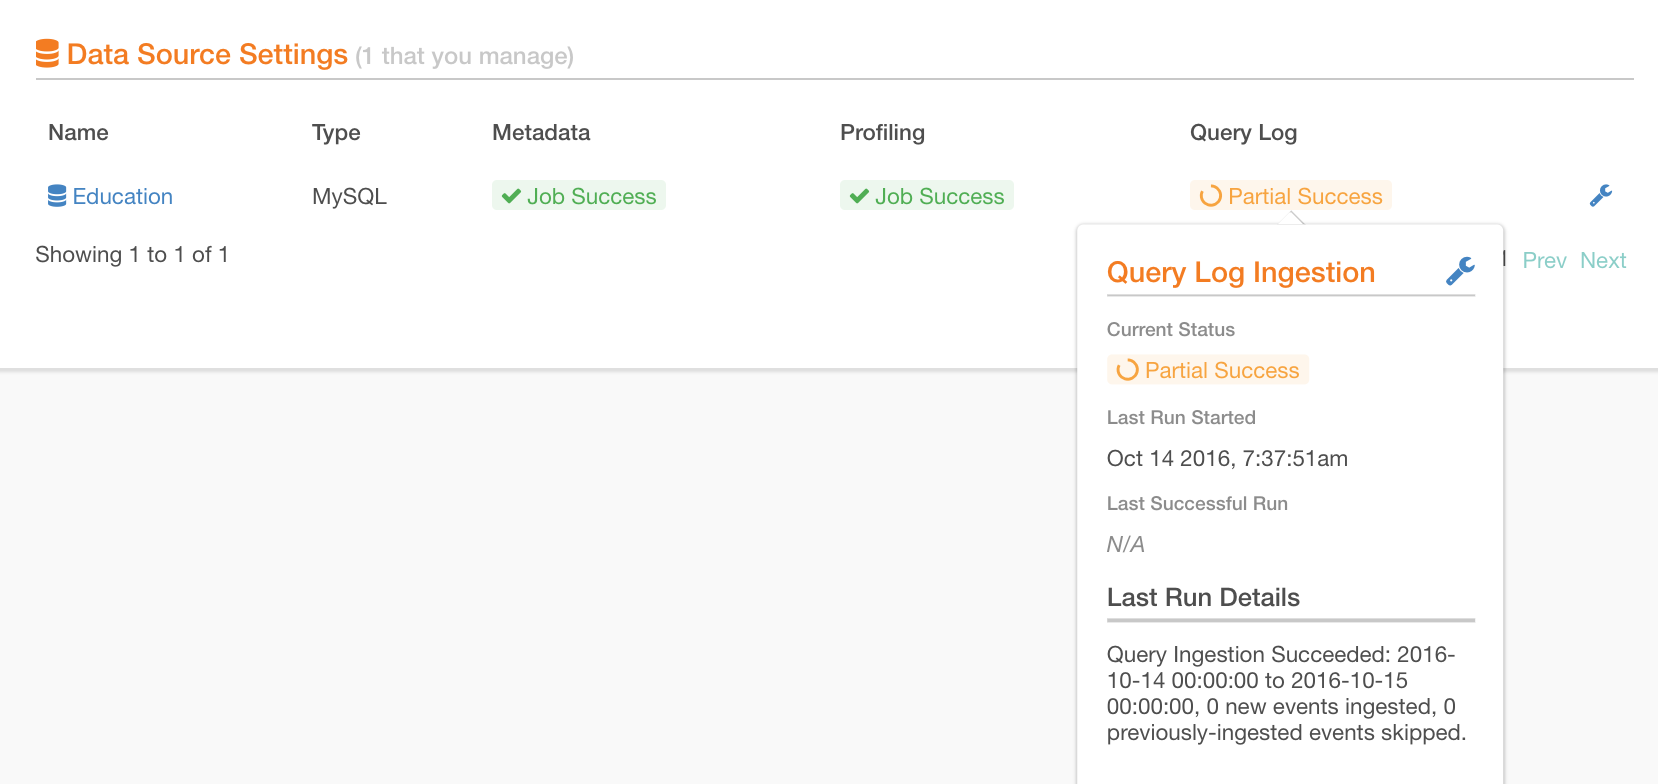 Data Source Settings (1 that you manage)
Name Type Metadata Profiling Query Log
Education MySQL Job Success Job Success Partial Success
Showing 1 to 1 of 1
Prev Next
Query Log Ingestion
Current Status
Partial Success
Last Run Started
Oct 14 2016, 7:37:51am
Last Successful Run
N/A
Last Run Details
Query Ingestion Succeeded: 2016-
10-14 00:00:00 to 2016-10-15
00:00:00, 0 new events ingested, 0
previously-ingested events skipped.